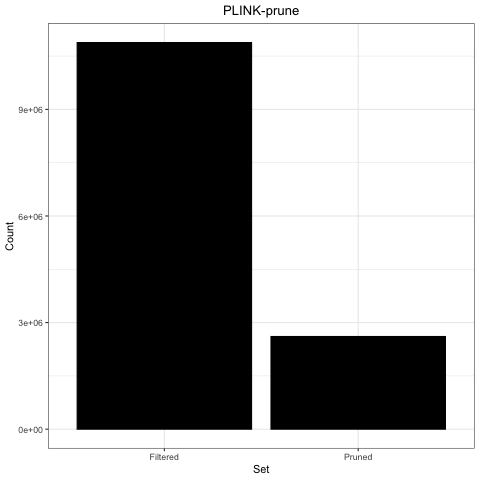 PLINK-prune
Count
9e+06
6e+06
3e+06
0e+00
Filtered
Pruned
Set